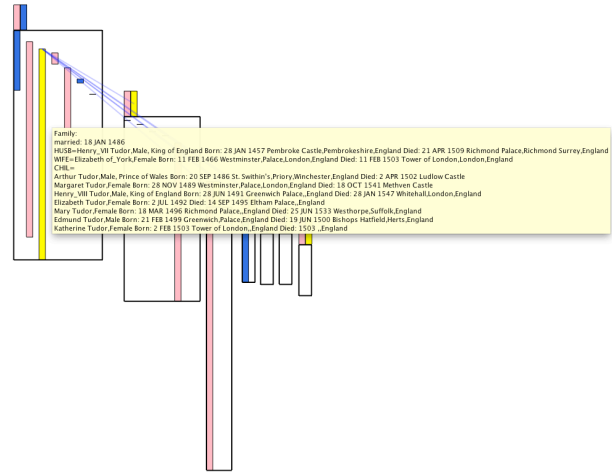 Family:
married: 18 JAN 1486
HUSB=Henry_VII Tudor,Male, King of England Born: 28 JAN 1457 Pembroke Castle,Pembrokeshire,England Died: 21 APR 1509 Richmond Palace,Richmond Surrey,England
WIFE=Elizabeth of_York,Female Born: 11 FEB 1466 Westminster,Palace,London,England Died: 11 FEB 1503 Tower of London,London,England
CHIL=
Arthur Tudor,Male, Prince of Wales Born: 20 SEP 1486 St. Swithin's,Priory,Winchester,England Died: 2 APR 1502 Ludlow Castle
Margaret Tudor,Female Born: 28 NOV 1489 Westminster,Palace,London,England Died: 18 OCT 1541 Methven Castle
Henry_VIII Tudor,Male, King of England Born: 28 JUN 1491 Greenwich Palace,,England Died: 28 JAN 1547 Whitehall,London,England
Elizabeth Tudor,Female Born: 2 JUL 1492 Died: 14 SEP 1495 Eltham Palace,,England
Mary Tudor,Female Born: 18 MAR 1496 Richmond Palace,,England Died: 25 JUN 1533 Westhorpe,Suffolk,England
Edmund Tudor,Male Born: 21 FEB 1499 Greenwich,Palace,England Died: 19 JUN 1500 Bishops Hatfield,Herts,England
Katherine Tudor,Female Born: 2 FEB 1503 Tower of London,,England Died: 1503 ,,England